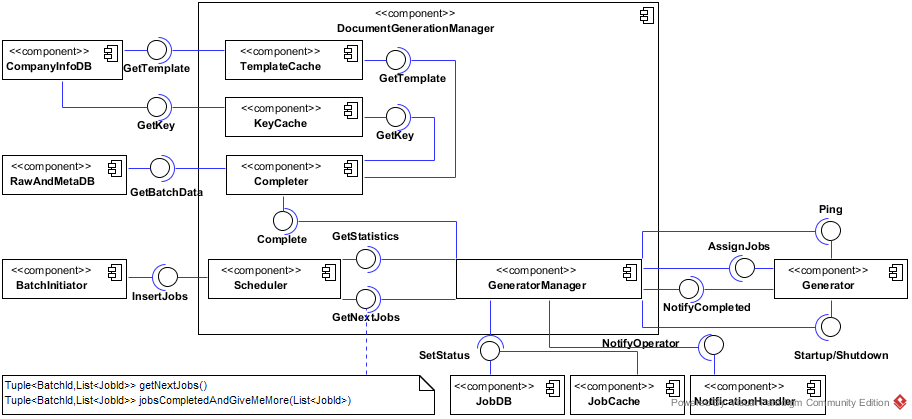 <<component>>
DocumentGenerationManager
<<component>>
CompanyInfoDB
GetTemplate
<<component>>
TemplateCache
GetTemplate
<<component>>
KeyCache
GetKey
GetKey
<<component>>
RawAndMetaDB
GetBatchData
<<component>>
Completer
Complete
GetStatistics
Ping
AssignJobs
<<component>>
BatchInitiator
InsertJobs
<<component>>
Scheduler
<<component>>
GeneratorManager
<<component>>
Generator
NotifyCompleted
GetNextJobs
SetStatus
NotifyOperator
Startup/Shutdown
Tuple<BatchId,List<JobId>> getNextJobs()
Tuple<BatchId,List<JobId>> jobsCompletedAndGiveMeMore(List<JobId>)
<<component>>
JobDB
<<component>>
JobCache
<<component>>
NotificationHandler
Powered By Visual Paradigm Community Edition